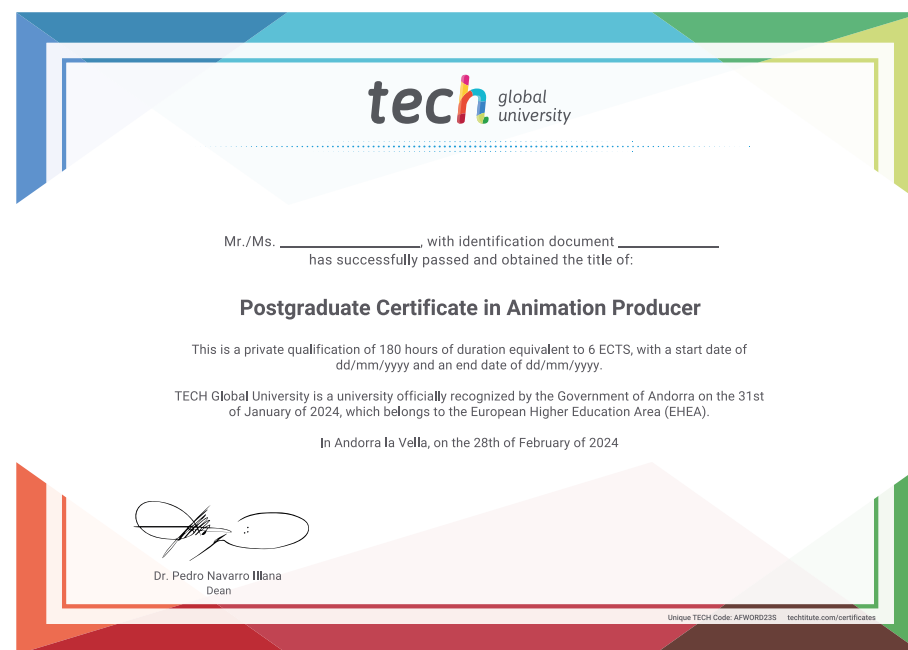 tech global
university
Mr./Ms. ____________, with identification document ____________
has successfully passed and obtained the title of:
Postgraduate Certificate in Animation Producer
This is a private qualification of 180 hours of duration equivalent to 6 ECTS, with a start date of
dd/mm/yyyy and an end date of dd/mm/yyyy.
TECH Global University is a university officially recognized by the Government of Andorra on the 31st
of January of 2024, which belongs to the European Higher Education Area (EHEA).
In Andorra la Vella, on the 28th of February of 2024
Dr. Pedro Navarro Illana
Dean
Unique TECH Code: AFWORD23S techtitute.com/certificates